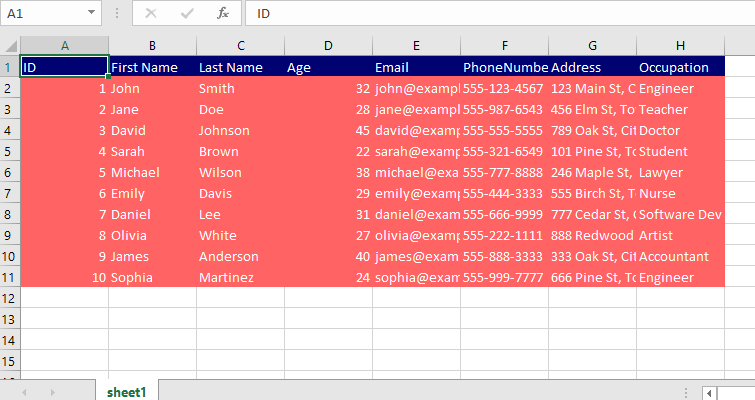 A1 fx ID
A B C D E F G H
1 ID First Name Last Name Age Email PhoneNumbe Address Occupation
2 1 John Smith 32 john@exampl 555-123-4567 123 Main St, C Engineer
3 2 Jane Doe 28 jane@exampl 555-987-6543 456 Elm St, To Teacher
4 3 David Johnson 45 david@examp 555-555-5555 789 Oak St, Cit Doctor
5 4 Sarah Brown 22 sarah@examp 555-321-6549 101 Pine St, To Student
6 5 Michael Wilson 38 michael@exa 555-777-8888 246 Maple St, Lawyer
7 6 Emily Davis 29 emily@examp 555-444-3333 555 Birch St, T Nurse
8 7 Daniel Lee 31 daniel@exam 555-666-9999 777 Cedar St, Software Dev
9 8 Olivia White 27 olivia@examp 555-222-1111 888 Redwood Artist
10 9 James Anderson 40 james@exam 555-888-3333 333 Oak St, Cit Accountant
11 10 Sophia Martinez 24 sophia@exam 555-999-7777 666 Pine St, To Engineer
12
13
14
15
sheet1